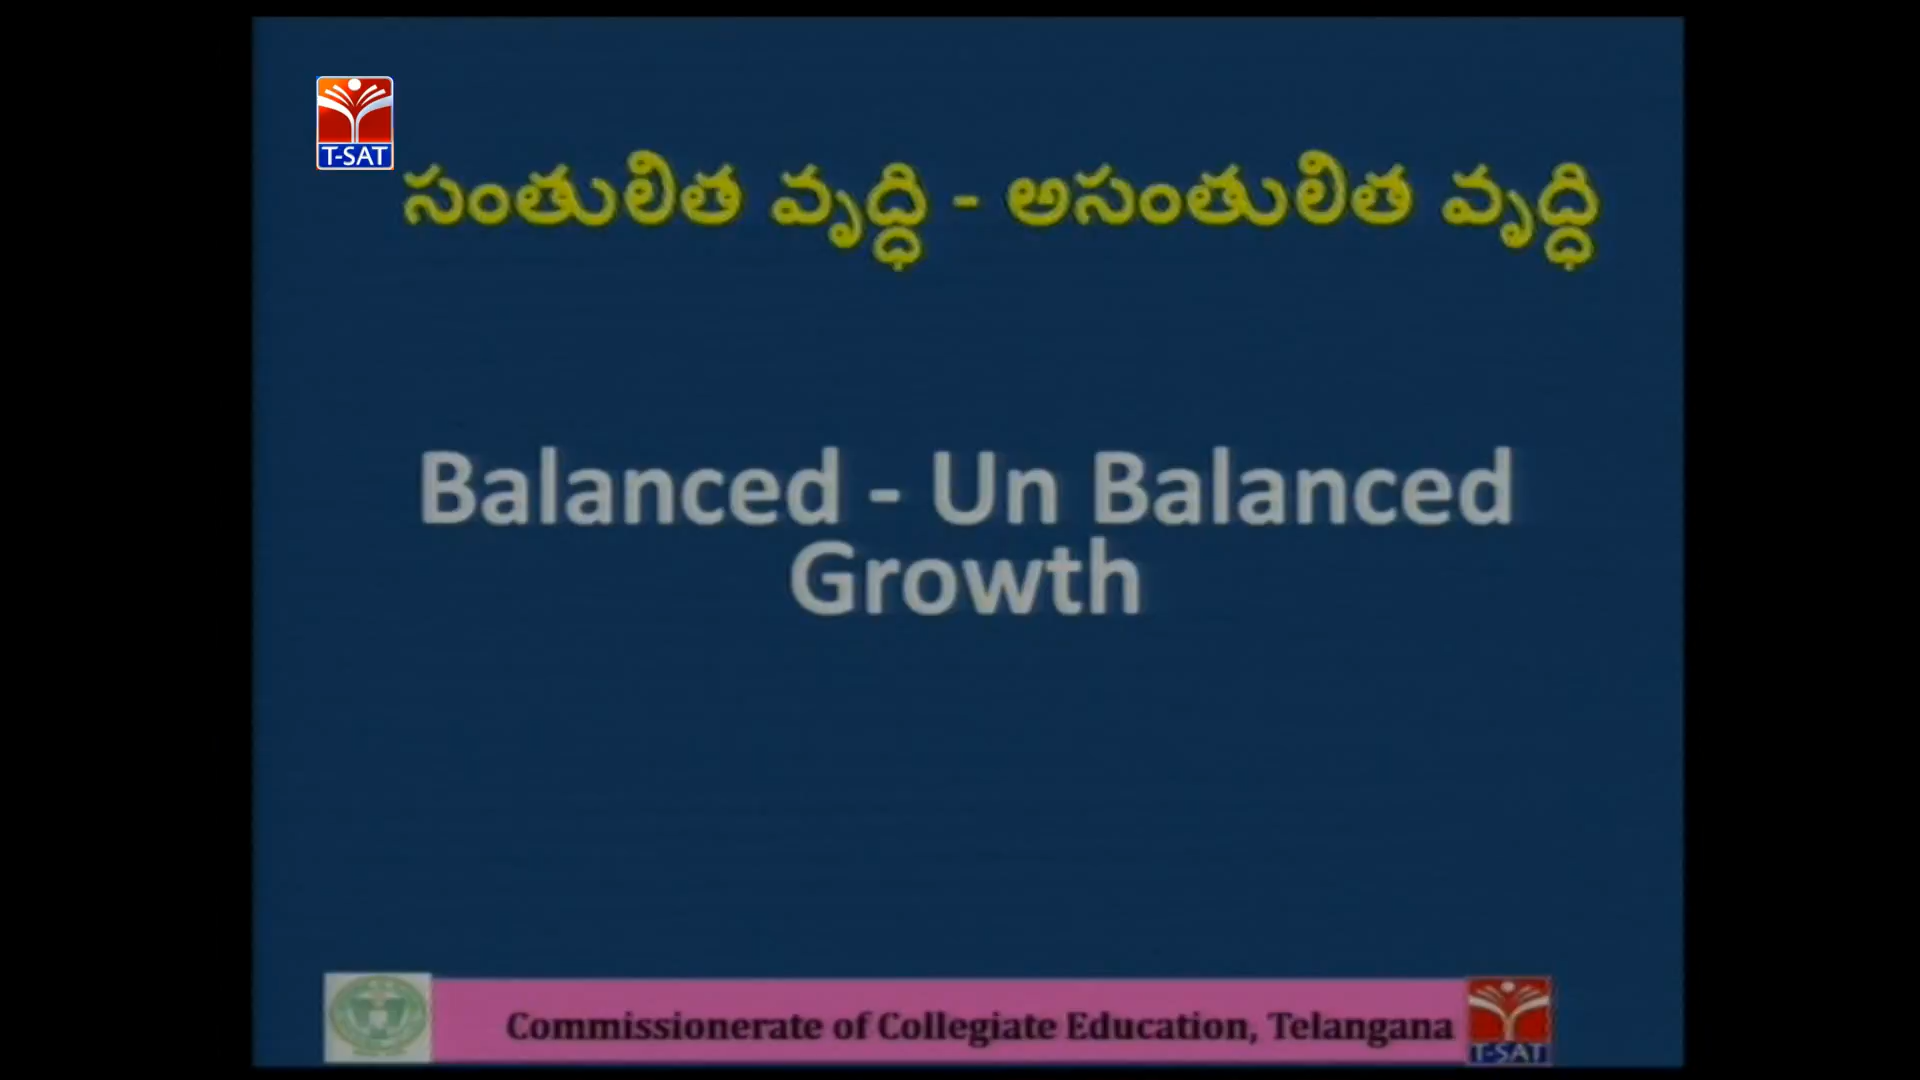 T-SAT
సంతులిత వృద్ధి - అసంతులిత వృద్ధి
Balanced - Un Balanced
Growth
Commissionerate of Collegiate Education, Telangana
T-SAT